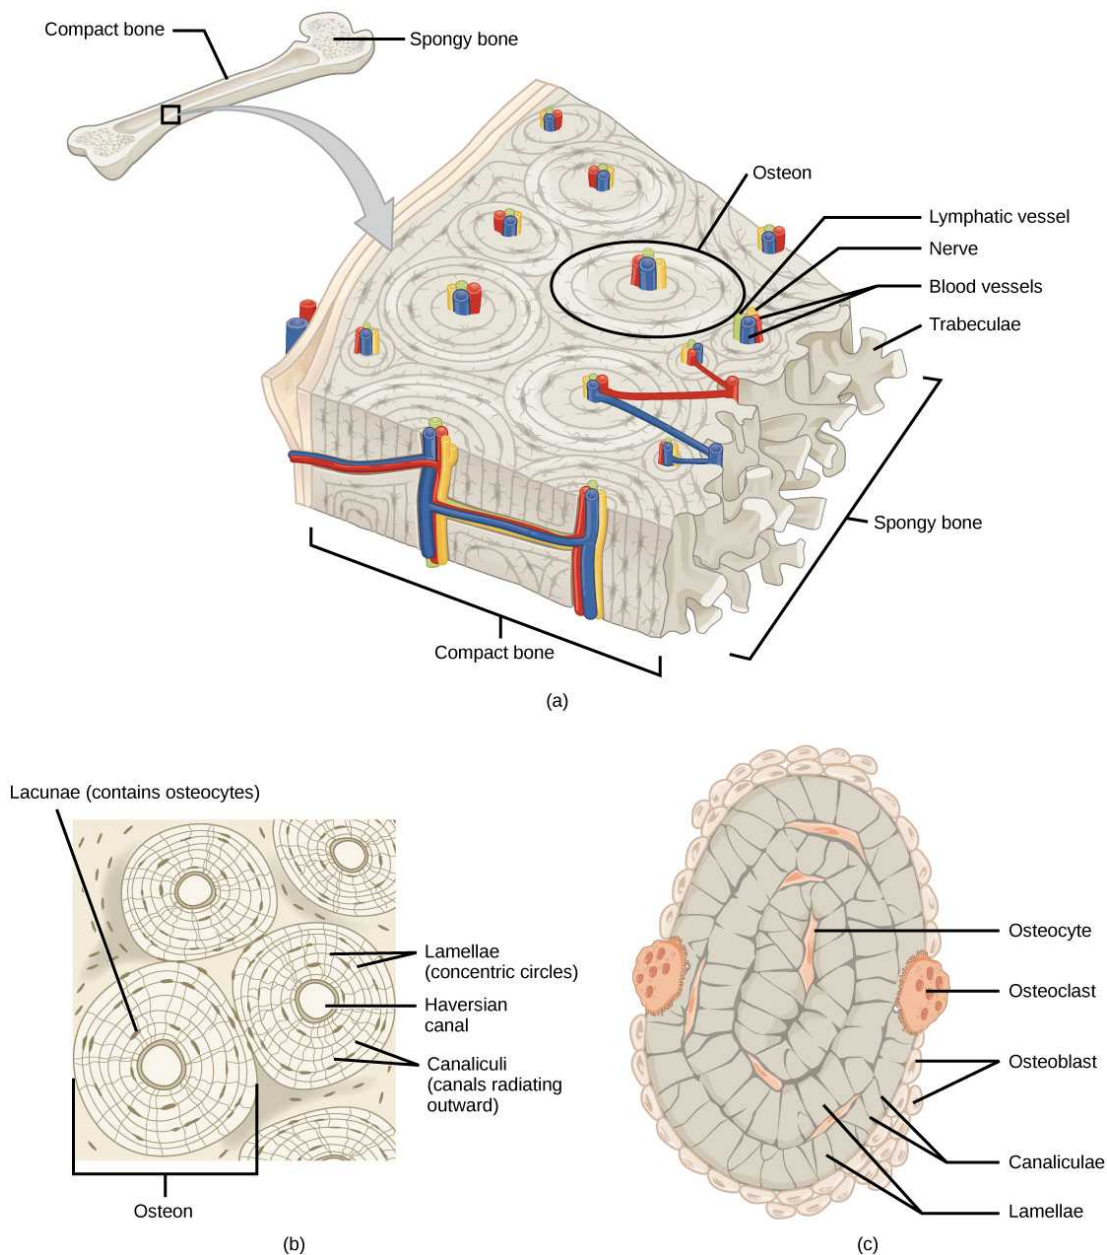 Compact bone
Spongy bone
Osteon
Lymphatic vessel
Nerve
Blood vessels
Trabeculae
Spongy bone
Compact bone
(a)
Lacunae (contains osteocytes)
Lamellae
(concentric circles)
Haversian
canal
Canaliculi
(canals radiating
outward)
Osteon
(b)
Osteocyte
Osteoclast
Osteoblast
Canaliculae
Lamellae
(c)